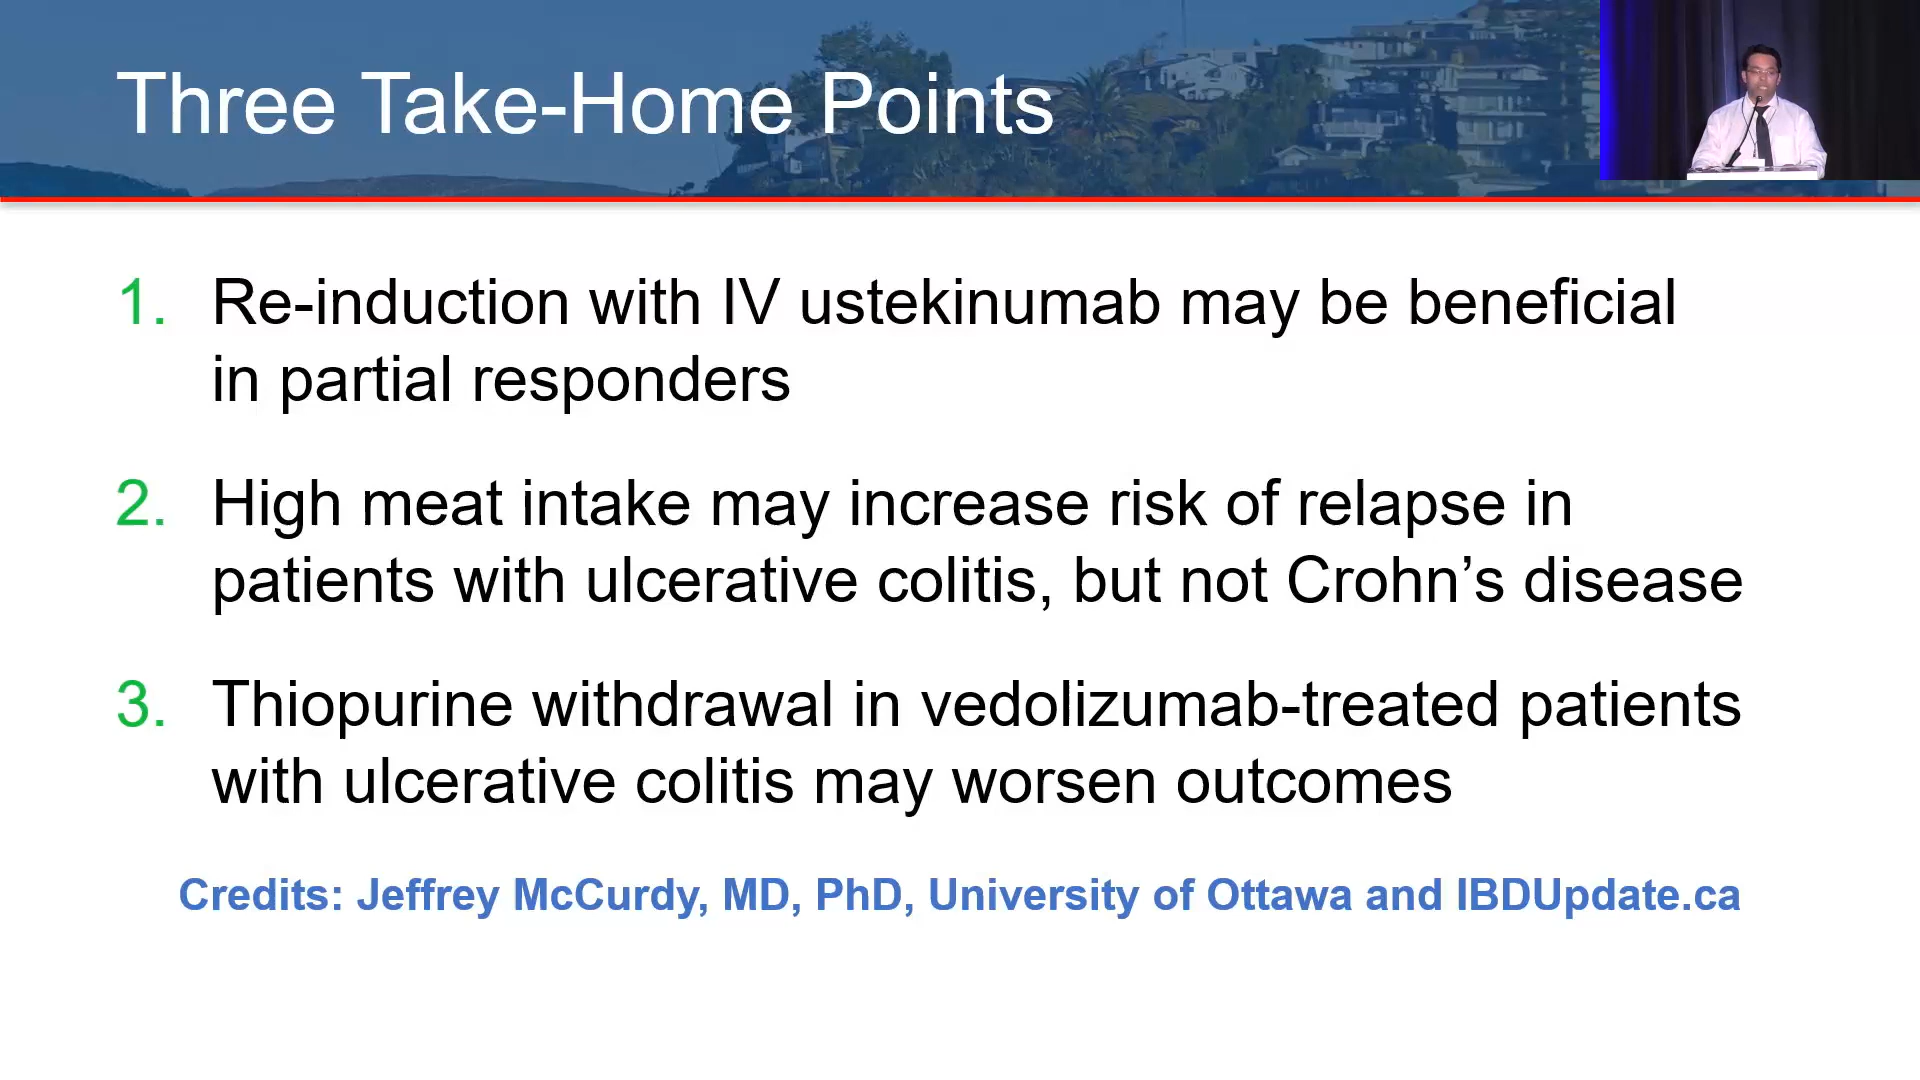 Three Take-Home Points
1. Re-induction with IV ustekinumab may be beneficial
in partial responders
2. High meat intake may increase risk of relapse in
patients with ulcerative colitis, but not Crohn’s disease
3. Thiopurine withdrawal in vedolizumab-treated patients
with ulcerative colitis may worsen outcomes
Credits: Jeffrey McCurdy, MD, PhD, University of Ottawa and IBDUpdate.ca